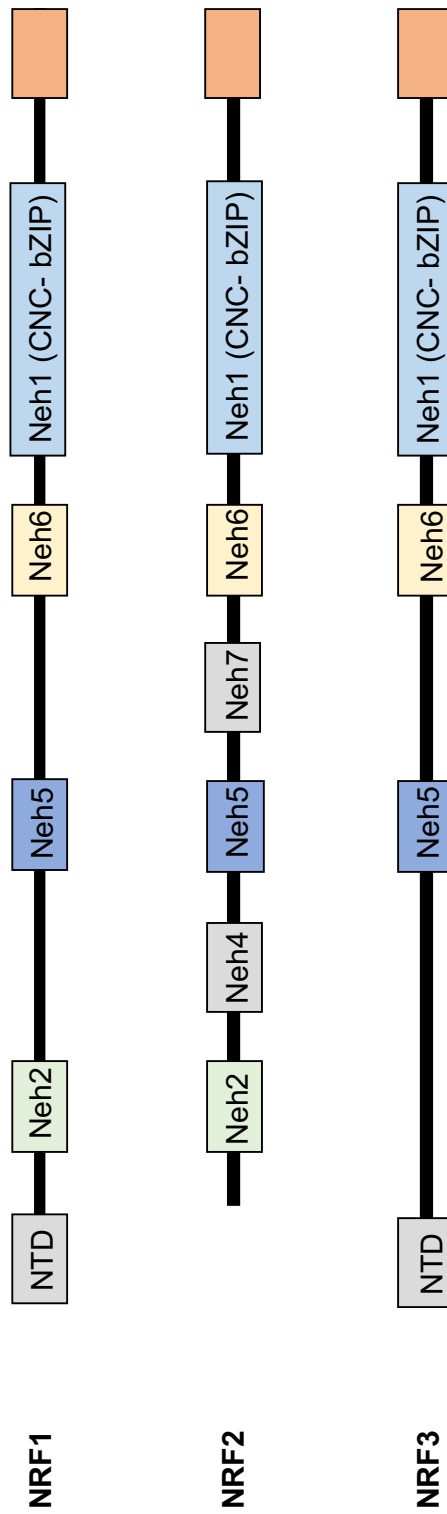 NRF1
NTD
Neh2
Neh5
Neh6
Neh1 (CNC- bZIP)
NRF2
Neh2
Neh4
Neh5
Neh7
Neh6
Neh1 (CNC- bZIP)
NRF3
NTD
Neh5
Neh6
Neh1 (CNC- bZIP)